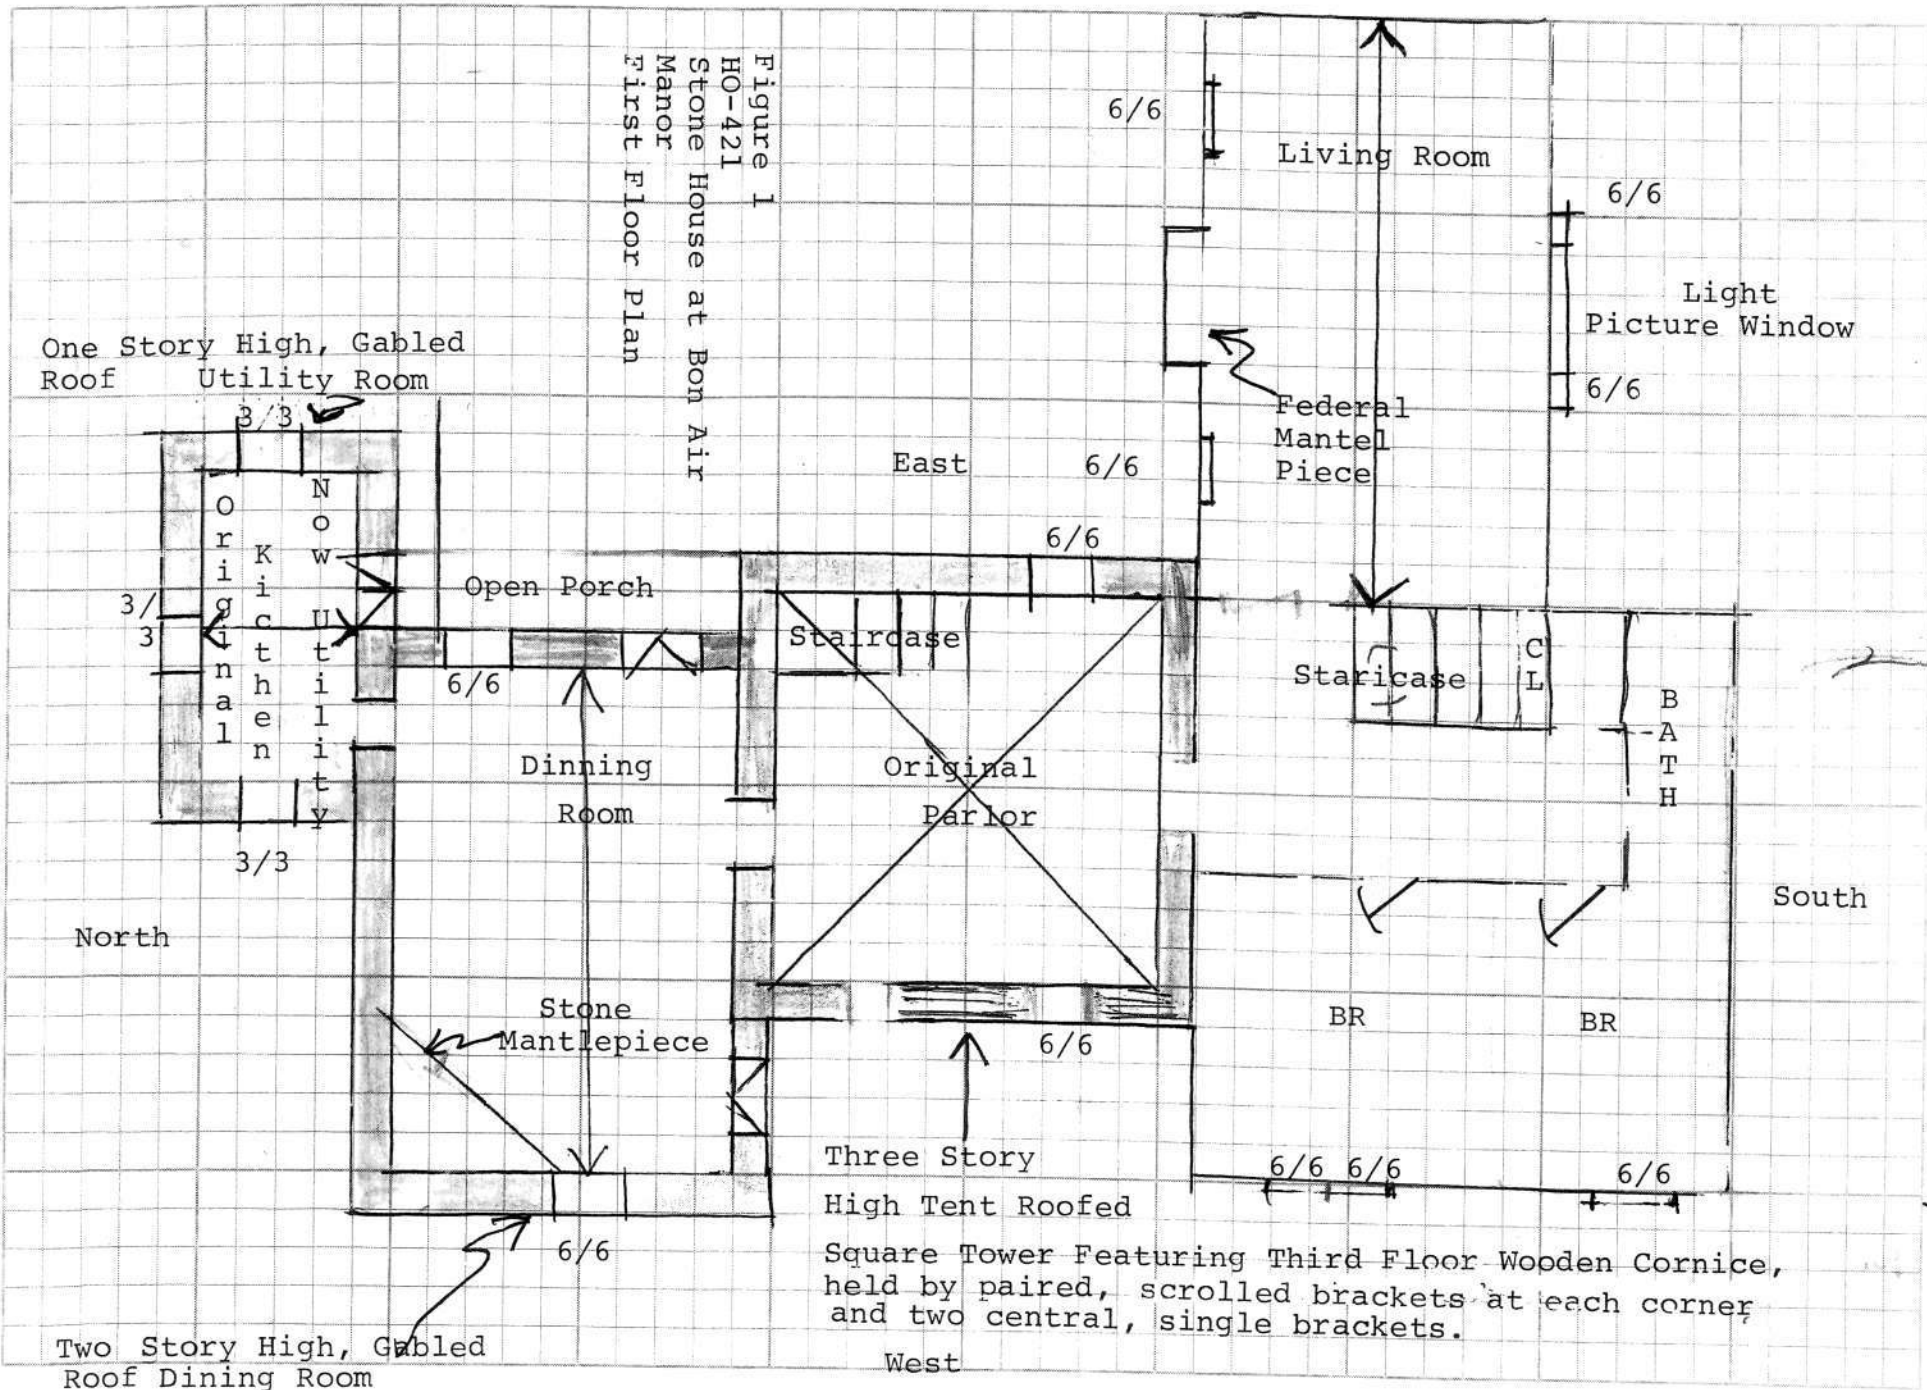 Figure 1
HO-421
Stone House at Bon Air
Manor
First Floor Plan
6/6
Living Room
6/6
Light
Picture Window
6/6
Federal
Mantel
Piece
One Story High, Gabled
Roof Utility Room
3/3
East
6/6
6/6
Original
Kicthen
Now Utility
3/
3
3/3
Open Porch
6/6
Staircase
Staricase
CL
BATH
Dinning
Room
Original
Parlor
North
South
Stone
Mantlepiece
6/6
BR
BR
6/6 6/6
6/6
6/6
Three Story
High Tent Roofed
Square Tower Featuring Third Floor Wooden Cornice,
held by paired, scrolled brackets at each corner
and two central, single brackets.
West
Two Story High, Gabled
Roof Dining Room